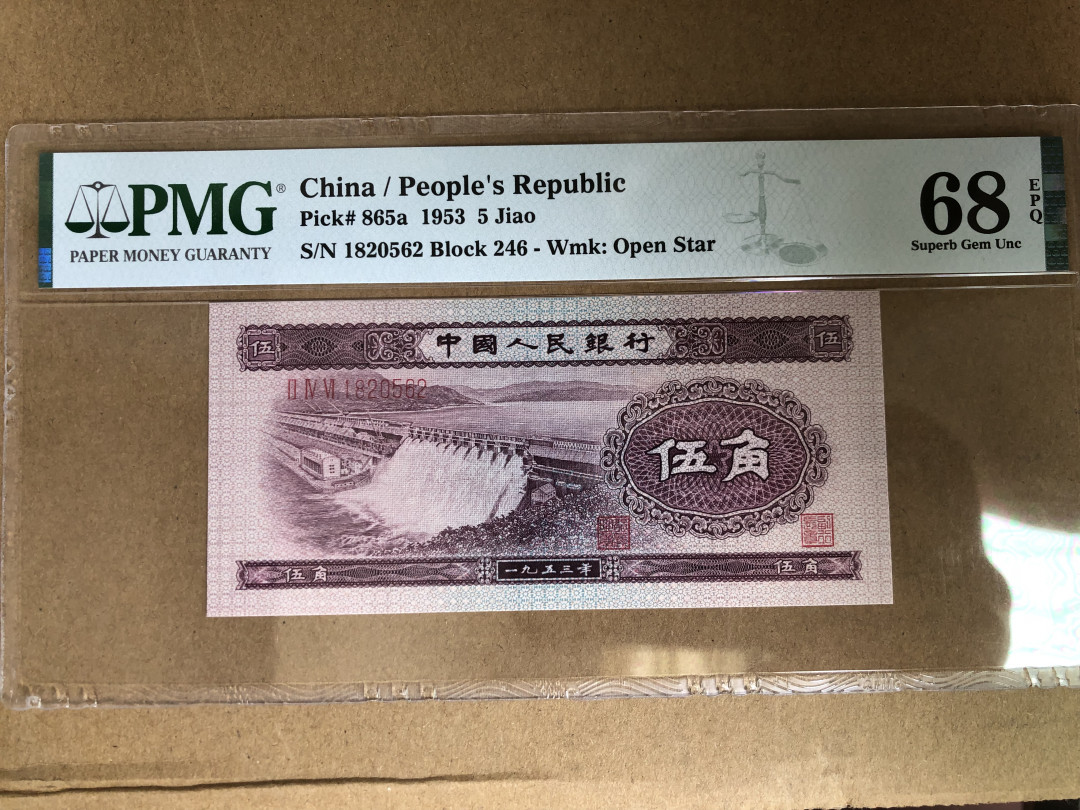 PMG®
PAPER MONEY GUARANTY
China / People's Republic
Pick# 865a 1953 5 Jiao
S/N 1820562 Block 246 - Wmk: Open Star
68
EPQ
Superb Gem Unc
伍
中國人民銀行
伍
II IV VI 1820562
伍角
伍角
一九五三年
伍角